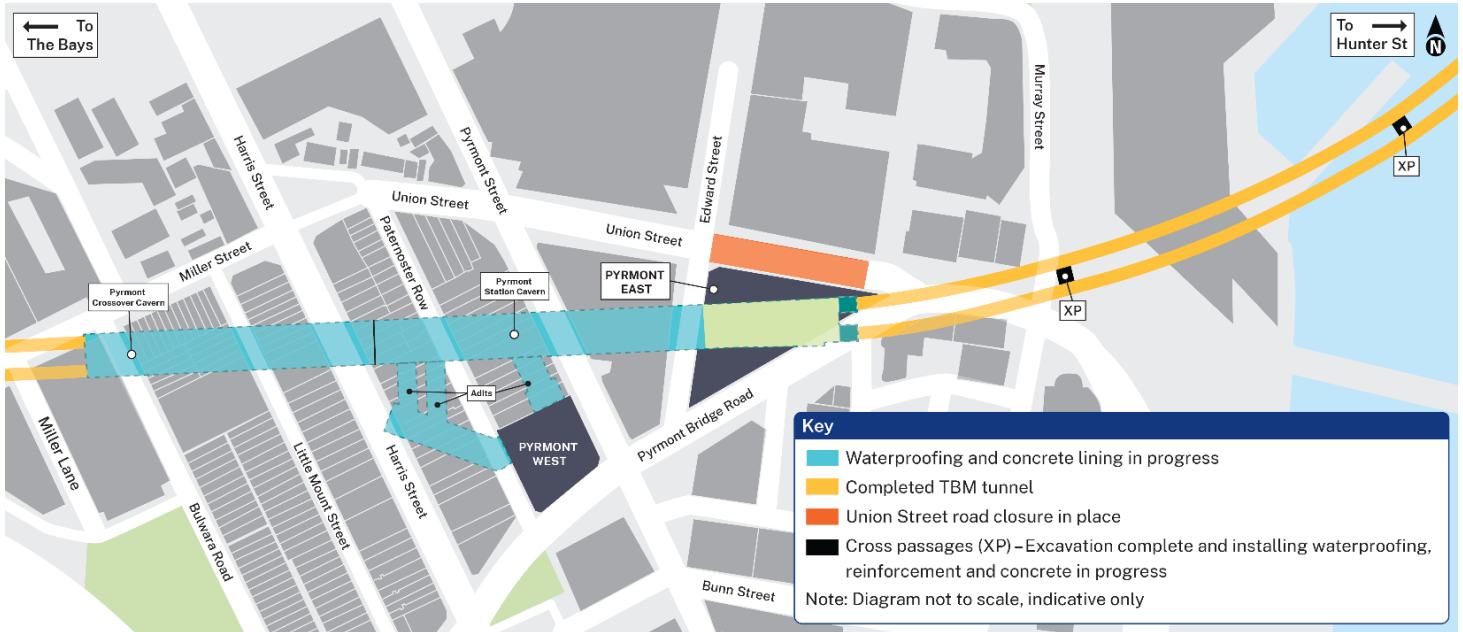 To
The Bays
To
Hunter St
N
Murray Street
Harris Street
Pyrmont Street
Edward Street
XP
Union Street
Paternoster Row
Union Street
Miller Street
Pyrmont
Crossover Cavern
Pyrmont
Station Cavern
PYRMONT
EAST
XP
Adits
Miller Lane
Bulwara Road
Little Mount Street
Harris Street
PYRMONT
WEST
Pyrmont Bridge Road
Bunn Street
Key
Waterproofing and concrete lining in progress
Completed TBM tunnel
Union Street road closure in place
Cross passages (XP) – Excavation complete and installing waterproofing,
reinforcement and concrete in progress
Note: Diagram not to scale, indicative only